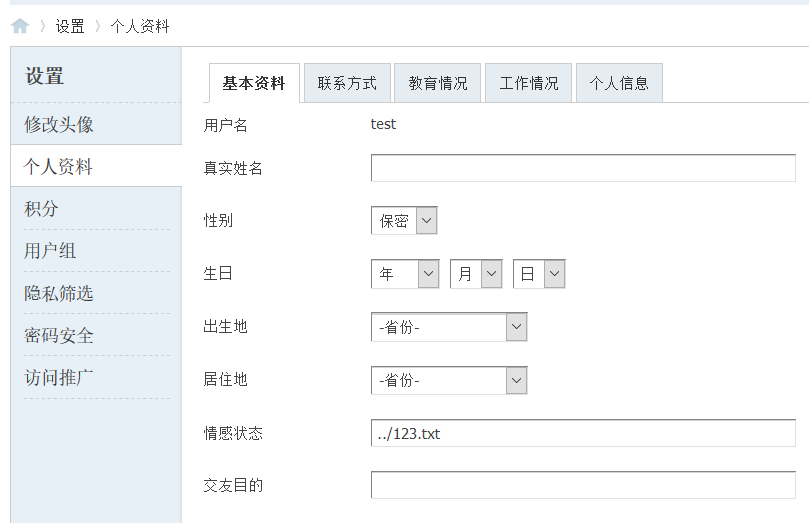 设置 个人资料
设置
修改头像
个人资料
积分
用户组
隐私筛选
密码安全
访问推广
基本资料 联系方式 教育情况 工作情况 个人信息
用户名 test
真实姓名
性别 保密
生日 年 月 日
出生地 -省份-
居住地 -省份-
情感状态 ../123.txt
交友目的